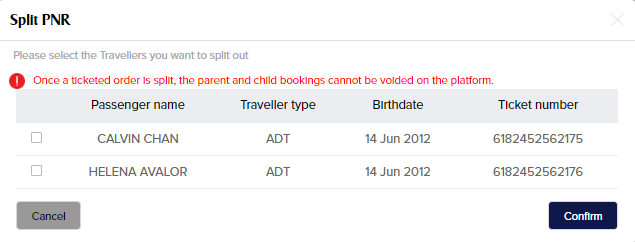 Split PNR
Please select the Travellers you want to split out
Once a ticketed order is split, the parent and child bookings cannot be voided on the platform.
Passenger name Traveller type Birthdate Ticket number
CALVIN CHAN ADT 14 Jun 2012 6182452562175
HELENA AVALOR ADT 14 Jun 2012 6182452562176
Cancel Confirm